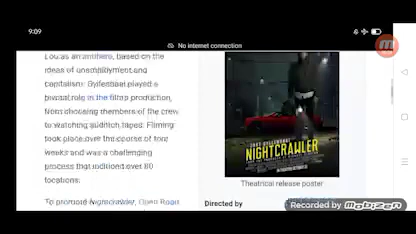 9:09
No internet connection
Lou as an antihero, based on the
ideas of unemployment and
capitalism. Gyllenhaal played a
pivotal role in the film's production,
from choosing members of the crew
to watching audition tapes. Filming
took place over the course of four
weeks and was a challenging
process that included over 80
locations.
To promote Nightcrawler, Open Road
JAKE GYLLENHAAL
NIGHTCRAWLER
Theatrical release poster
Directed by
Recorded by
MOBIZEN